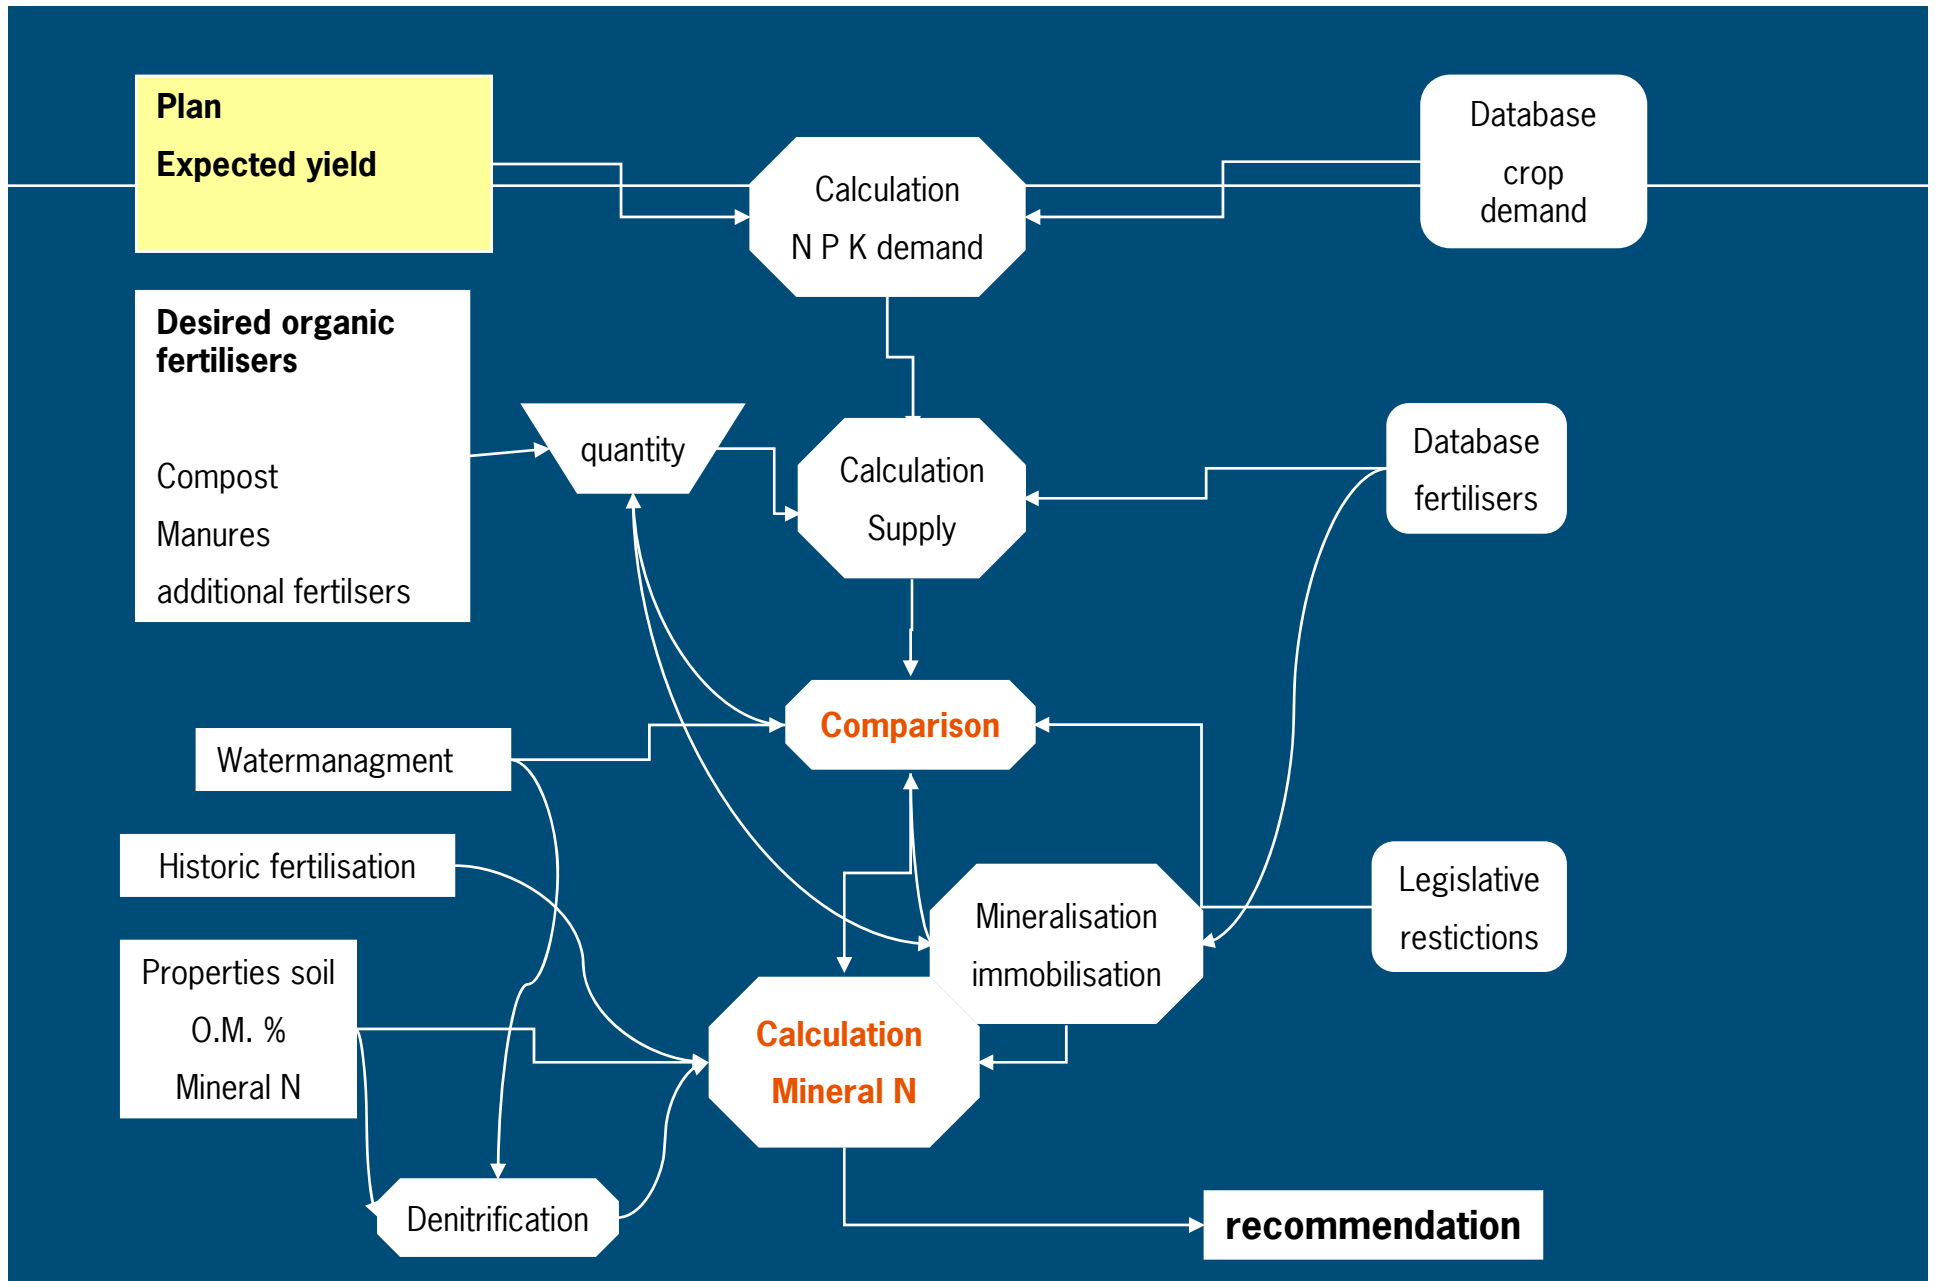 Plan
Expected yield
Database
crop
demand
Calculation
N P K demand
Desired organic
fertilisers
Compost
Manures
additional fertilsers
quantity
Calculation
Supply
Database
fertilisers
Comparison
Watermanagment
Historic fertilisation
Legislative
restictions
Mineralisation
immobilisation
Properties soil
O.M. %
Mineral N
Calculation
Mineral N
Denitrification
recommendation